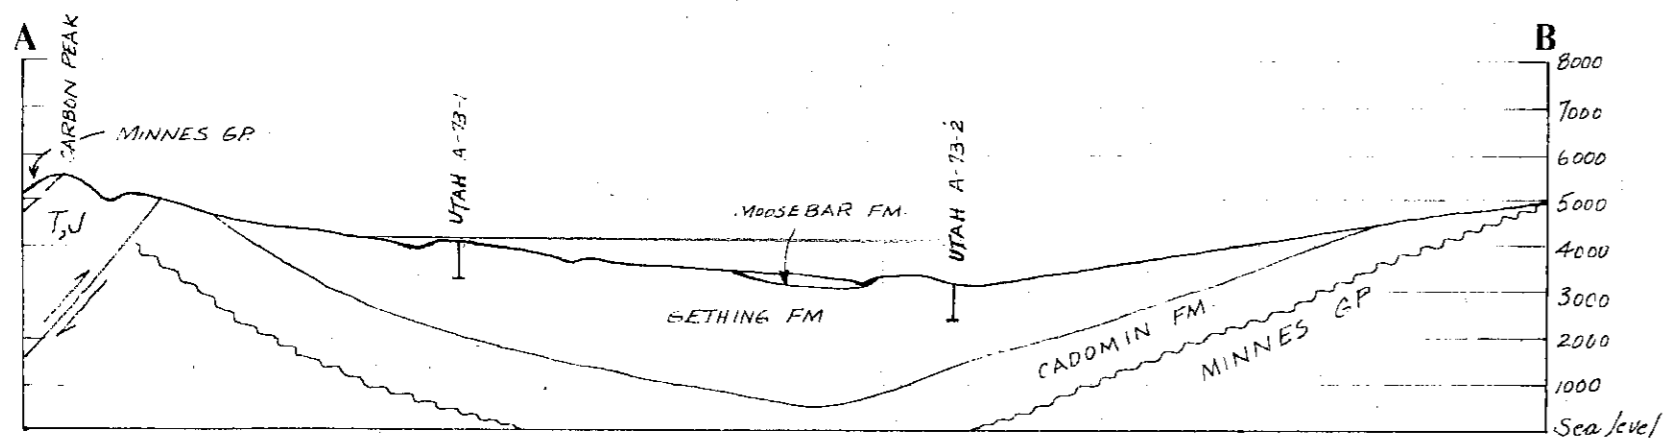 A
B
CARBON PEAK
MINNES GP.
T,J
UTAH A-73-1
MOOSEBAR FM.
UTAH A-73-2
GETHING FM
CADOMIN FM.
MINNES GP
8000
7000
6000
5000
4000
3000
2000
1000
Sea level